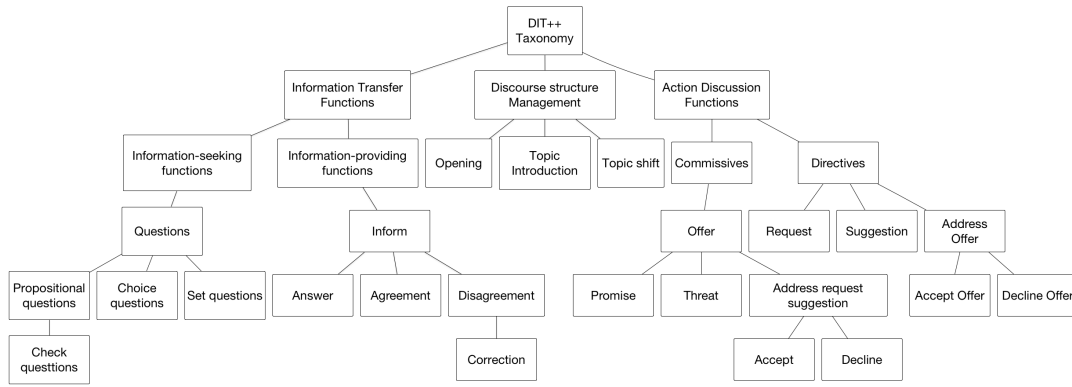 DIT++
Taxonomy
Information Transfer
Functions
Discourse structure
Management
Action Discussion
Functions
Information-seeking
functions
Information-providing
functions
Opening
Topic
Introduction
Topic shift
Commissives
Directives
Questions
Inform
Offer
Request
Suggestion
Address
Offer
Propositional
questions
Choice
questions
Set questions
Answer
Agreement
Disagreement
Promise
Threat
Address request
suggestion
Accept Offer
Decline Offer
Check
questtions
Correction
Accept
Decline